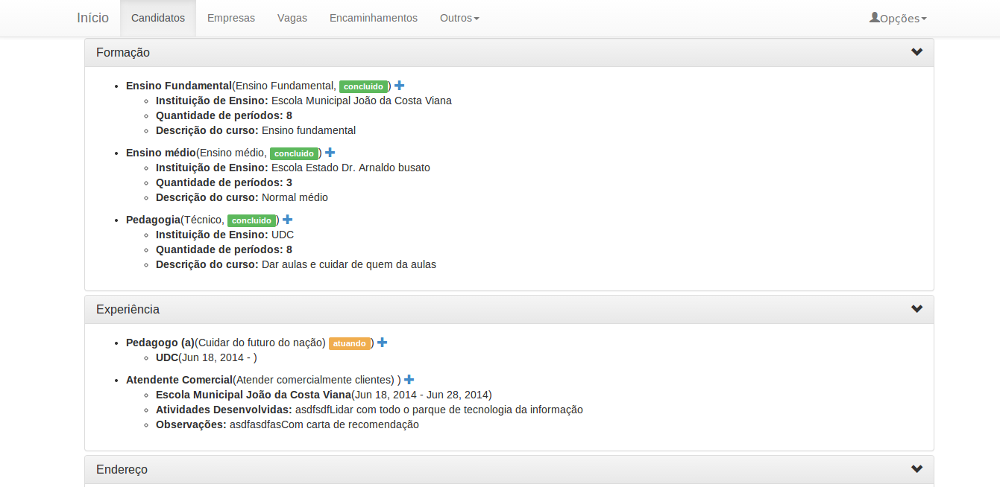 Início Candidatos Empresas Vagas Encaminhamentos Outros Opções
Formação
Ensino Fundamental(Ensino Fundamental, concluido)
Instituição de Ensino: Escola Municipal João da Costa Viana
Quantidade de períodos: 8
Descrição do curso: Ensino fundamental
Ensino médio(Ensino médio, concluido)
Instituição de Ensino: Escola Estado Dr. Arnaldo busato
Quantidade de períodos: 3
Descrição do curso: Normal médio
Pedagogia(Técnico, concluido)
Instituição de Ensino: UDC
Quantidade de períodos: 8
Descrição do curso: Dar aulas e cuidar de quem da aulas
Experiência
Pedagogo (a)(Cuidar do futuro do nação) atuando)
UDC(Jun 18, 2014 - )
Atendente Comercial(Atender comercialmente clientes) )
Escola Municipal João da Costa Viana(Jun 18, 2014 - Jun 28, 2014)
Atividades Desenvolvidas: asdfsdfLidar com todo o parque de tecnologia da informação
Observações: asdfasdfasCom carta de recomendação
Endereço